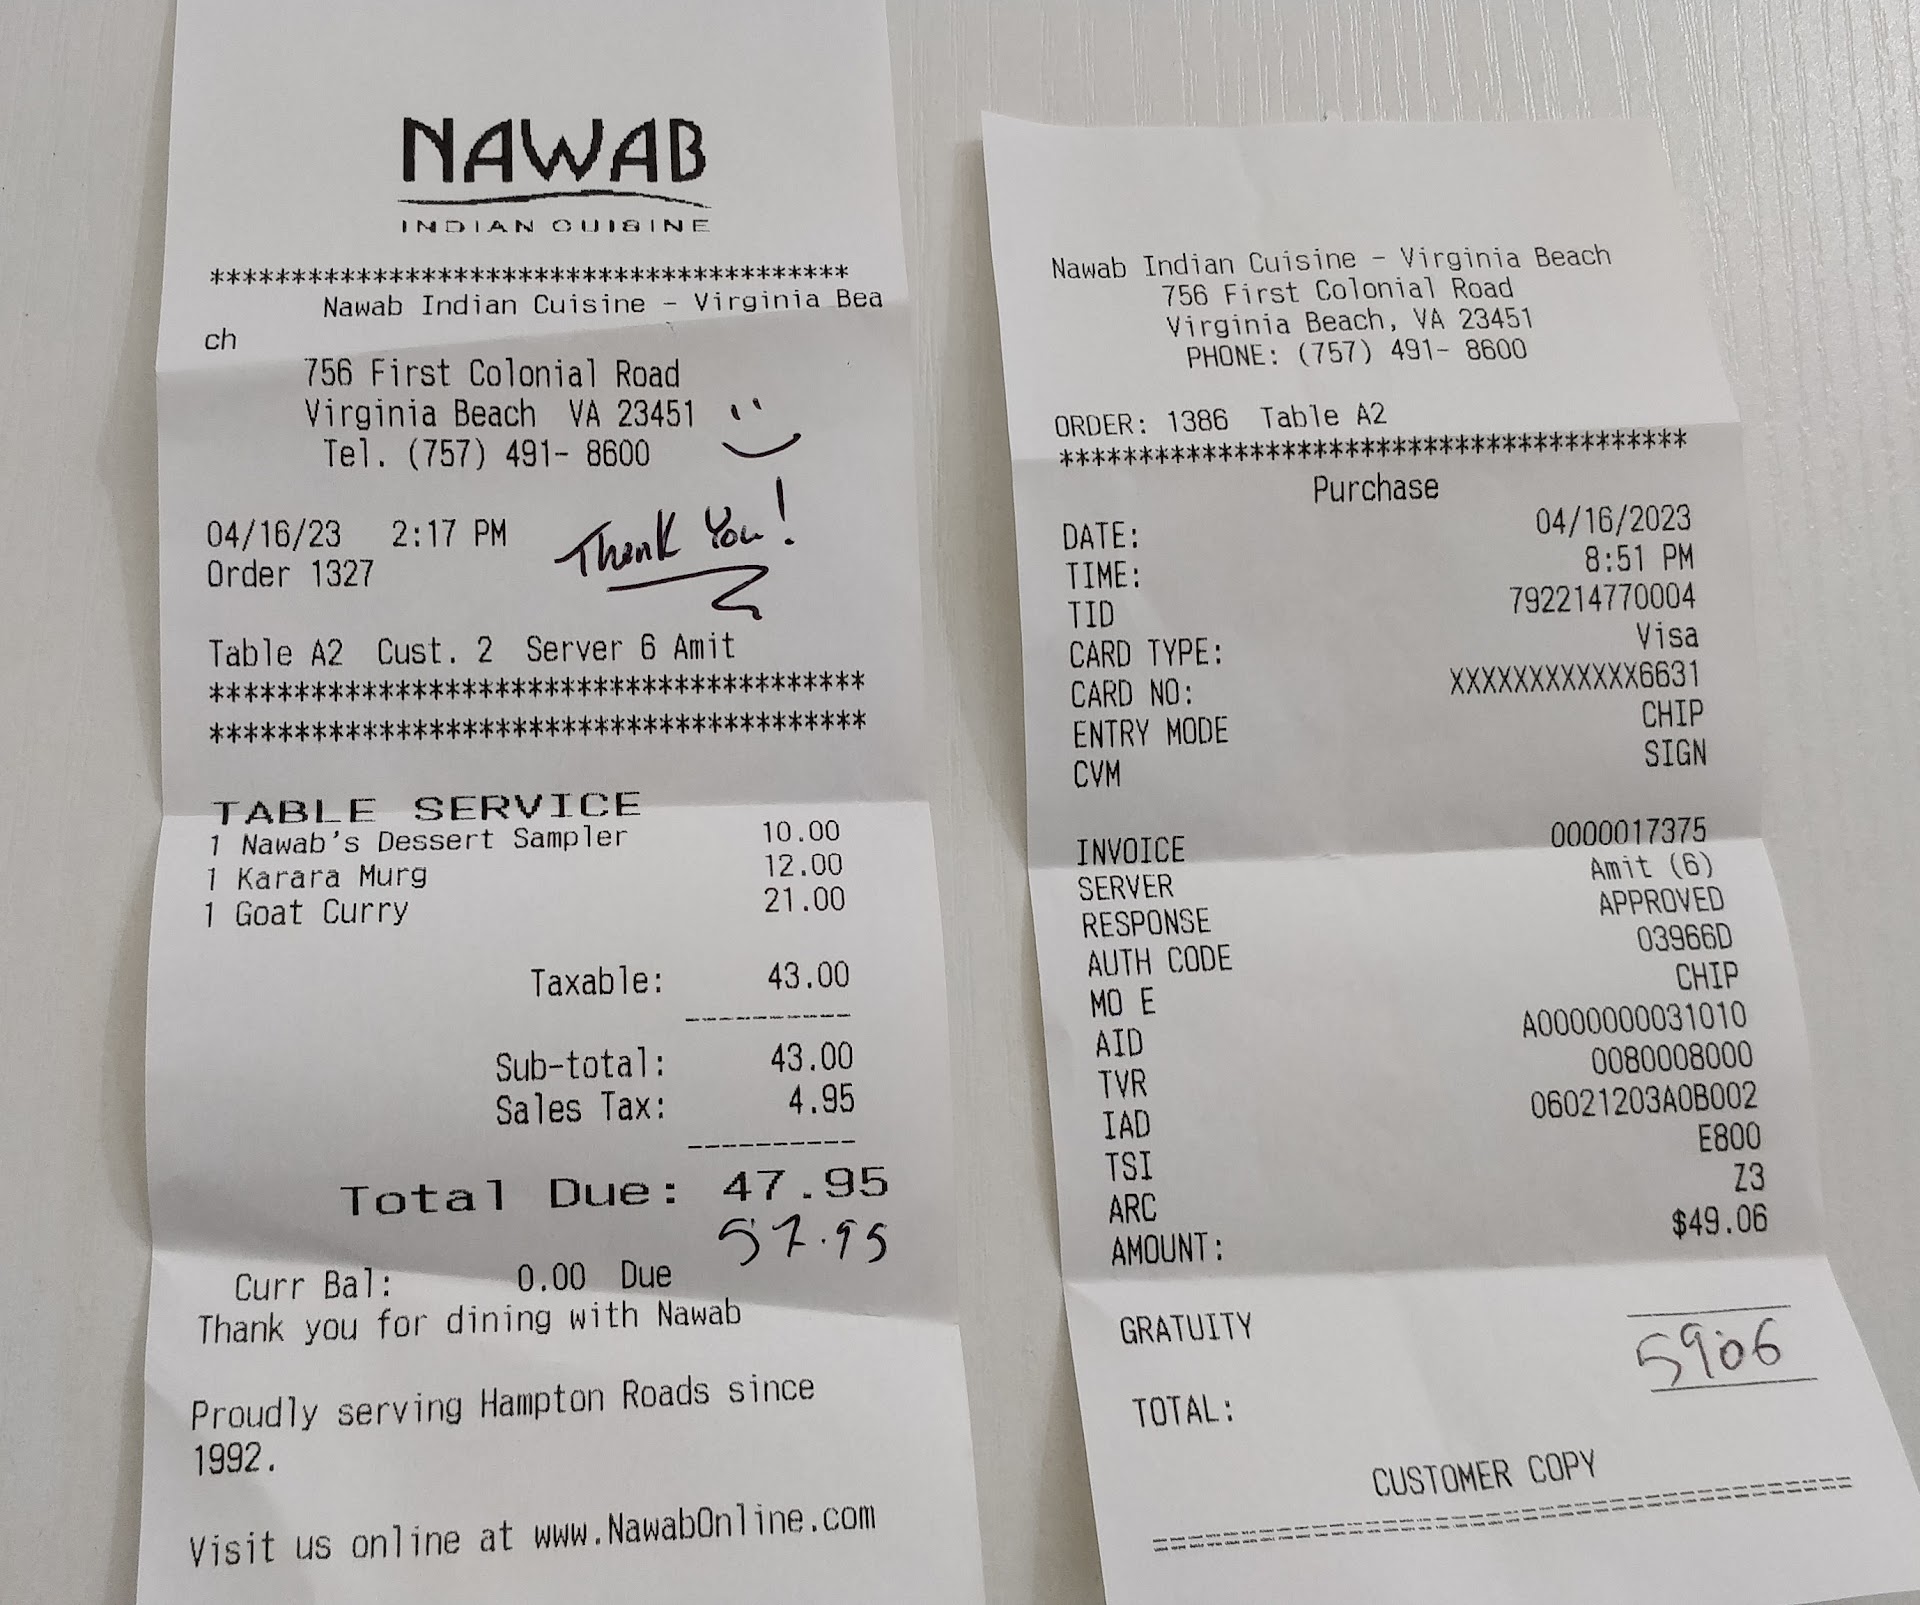 NAWAB
INDIAN CUISINE
***************************************
Nawab Indian Cuisine - Virginia Bea
ch
756 First Colonial Road
Virginia Beach VA 23451
Tel. (757) 491- 8600
04/16/23 2:17 PM
Order 1327
Thank You!
Table A2 Cust. 2 Server 6 Amit
***************************************
***************************************
TABLE SERVICE
1 Nawab's Dessert Sampler 10.00
1 Karara Murg 12.00
1 Goat Curry 21.00
Taxable: 43.00
----------
Sub-total: 43.00
Sales Tax: 4.95
----------
Total Due: 47.95
57.95
Curr Bal: 0.00 Due
Thank you for dining with Nawab
Proudly serving Hampton Roads since
1992.
Visit us online at www.NawabOnline.com
Nawab Indian Cuisine - Virginia Beach
756 First Colonial Road
Virginia Beach, VA 23451
PHONE: (757) 491- 8600
ORDER: 1386 Table A2
***************************************
Purchase
DATE: 04/16/2023
TIME: 8:51 PM
TID 792214770004
CARD TYPE: Visa
CARD NO: XXXXXXXXXXXX6631
ENTRY MODE CHIP
CVM SIGN
INVOICE 0000017375
SERVER Amit (6)
RESPONSE APPROVED
AUTH CODE 03966D
MO E CHIP
AID A0000000031010
TVR 0080008000
IAD 06021203A0B002
TSI E800
ARC Z3
AMOUNT: $49.06
GRATUITY
59.06
TOTAL:
CUSTOMER COPY